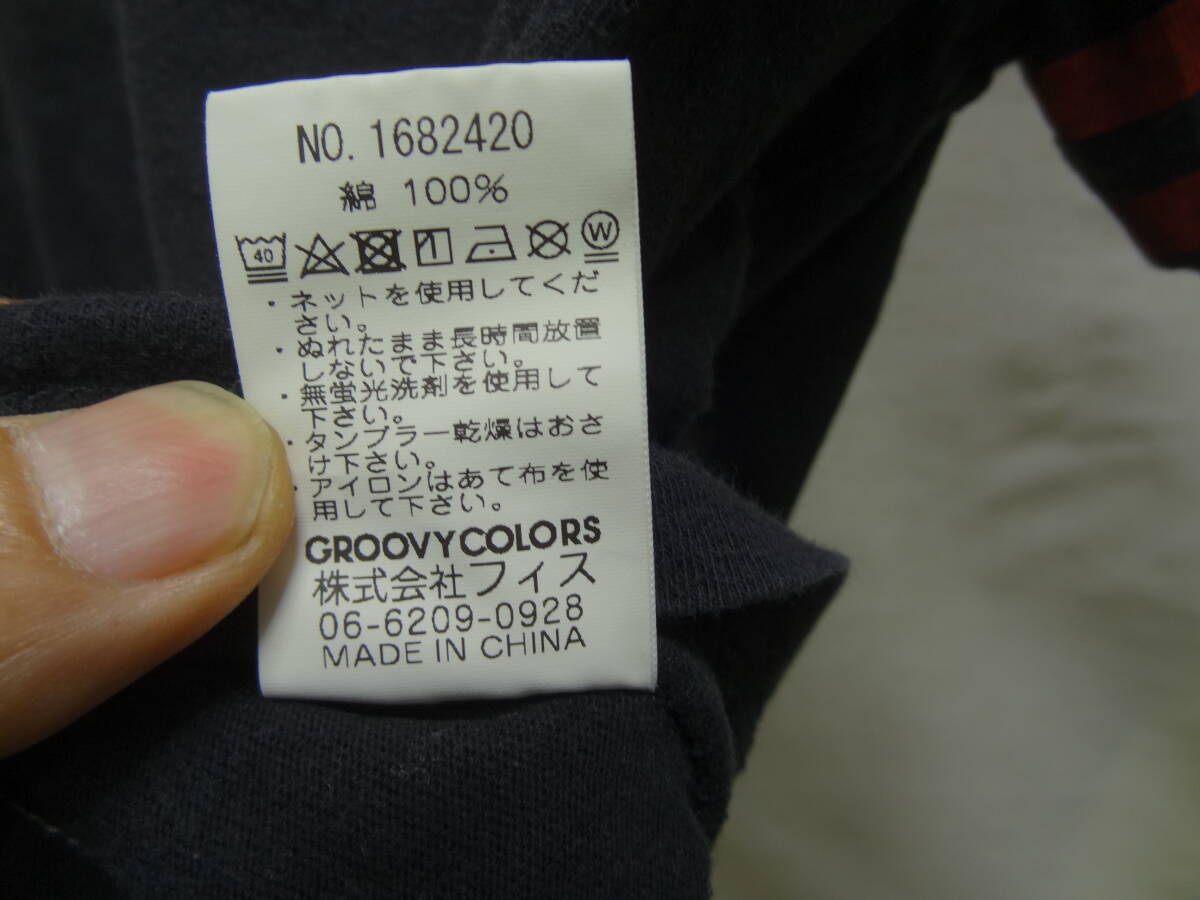 NO. 1682420
綿 100%
40 W
・ネットを使用してくだ
さい。
・ぬれたまま長時間放置
しないで下さい。
・無蛍光洗剤を使用して
下さい。
・タンブラー乾燥はおさ
け下さい。
・アイロンはあて布を使
用して下さい。
GROOVY COLORS
株式会社フィス
06-6209-0928
MADE IN CHINA